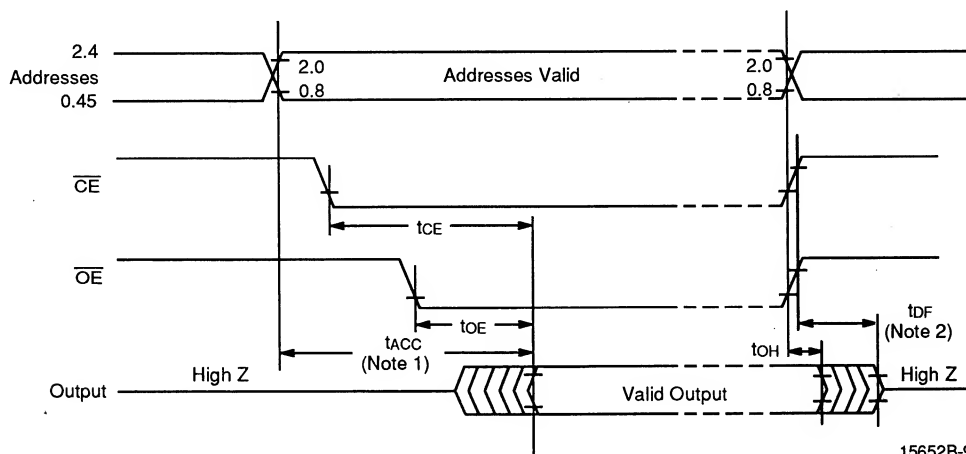 2.4
Addresses
0.45
2.0
0.8
Addresses Valid
2.0
0.8
CE
tCE
OE
tOE
tACC
(Note 1)
tOH
tDF
(Note 2)
Output
High Z
Valid Output
High Z